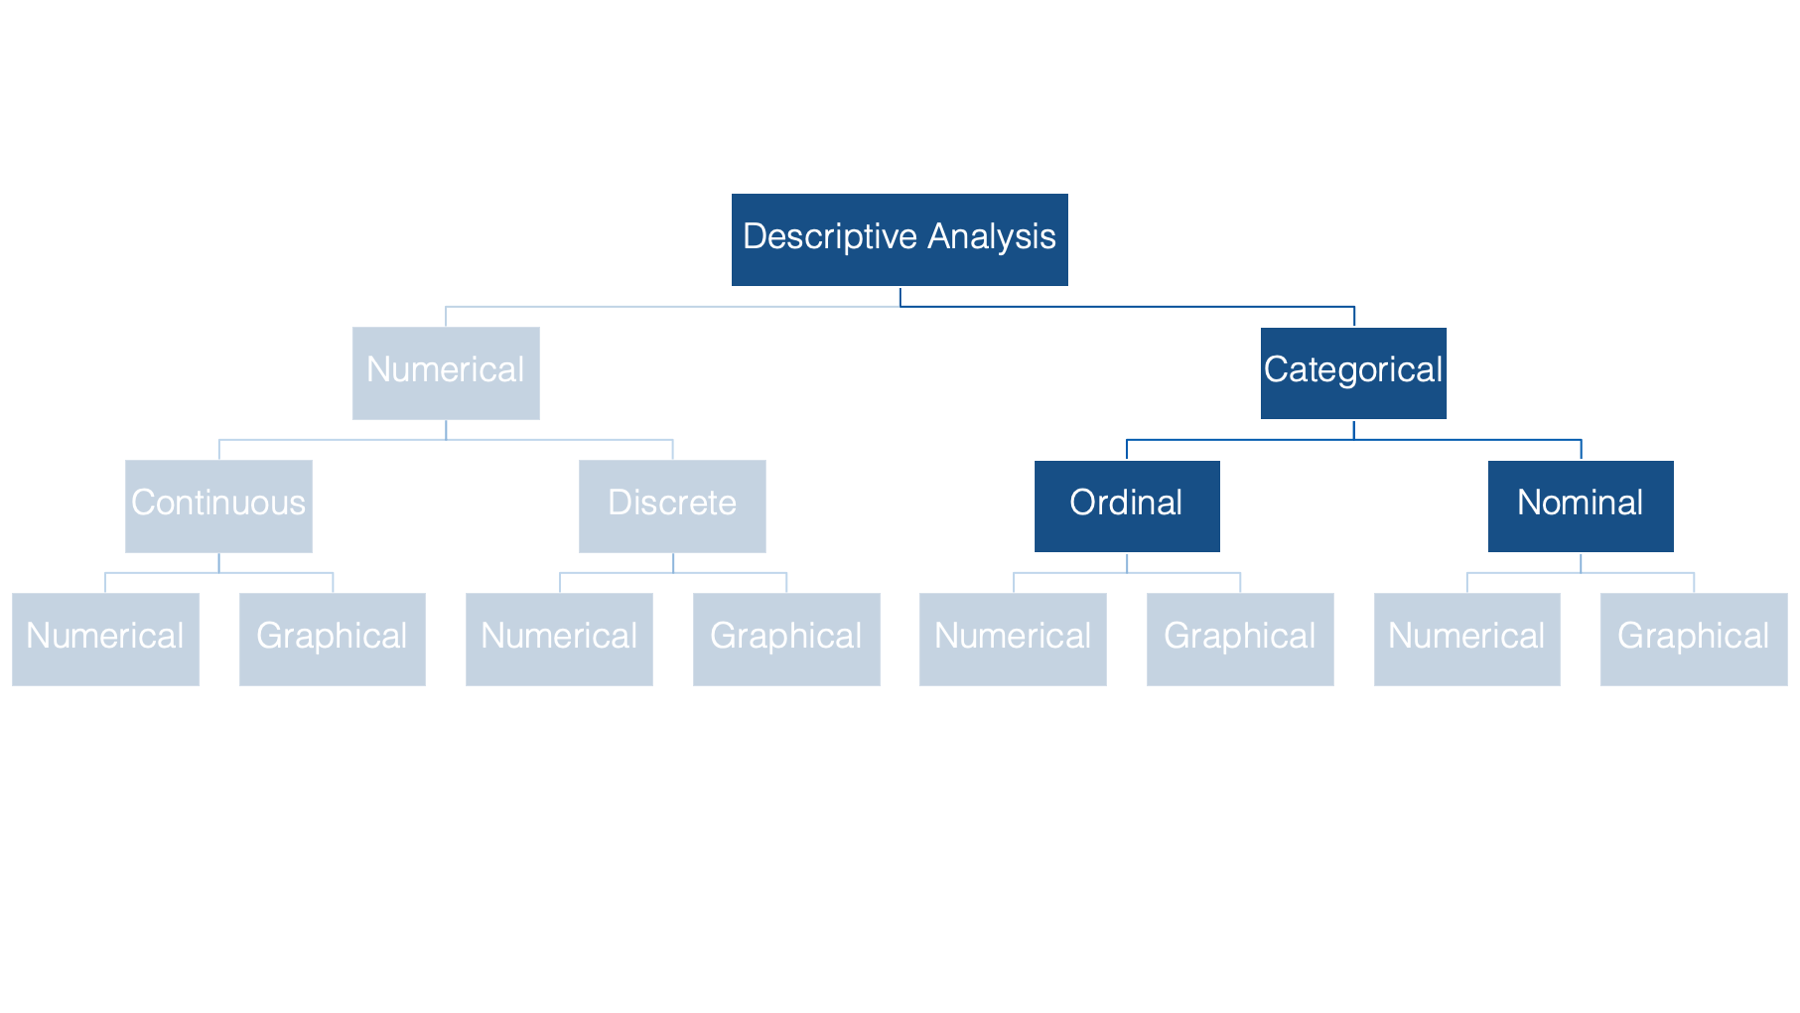 Descriptive Analysis
Numerical
Categorical
Continuous
Discrete
Ordinal
Nominal
Numerical
Graphical
Numerical
Graphical
Numerical
Graphical
Numerical
Graphical